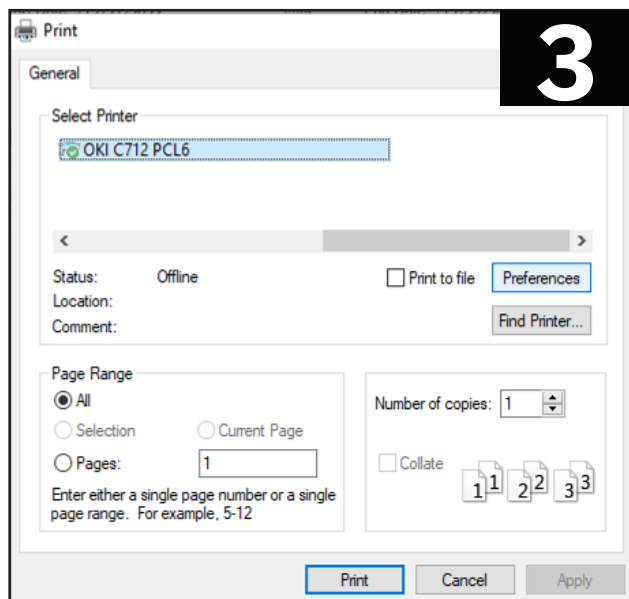 Print
3
General
Select Printer
OKI C712 PCL6
Status: Offline
Print to file
Preferences
Location:
Comment:
Find Printer...
Page Range
All
Selection
Current Page
Pages: 1
Enter either a single page number or a single
page range. For example, 5-12
Number of copies: 1
Collate
1 1 2 2 3 3
Print
Cancel
Apply